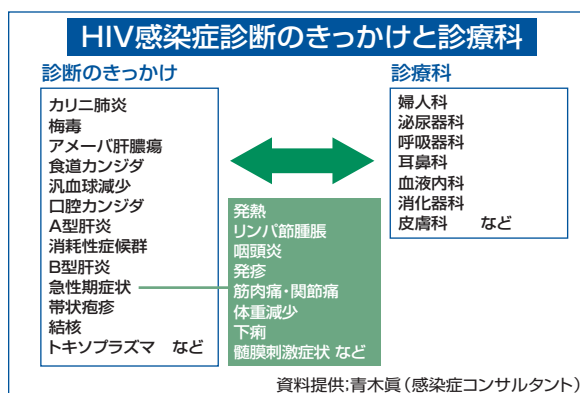 HIV感染症診断のきっかけと診療科
診断のきっかけ
カリニ肺炎
梅毒
アメーバ肝膿瘍
食道カンジダ
汎血球減少
口腔カンジダ
A型肝炎
消耗性症候群
B型肝炎
急性期症状
帯状疱疹
結核
トキソプラズマ など
発熱
リンパ節腫脹
咽頭炎
発疹
筋肉痛・関節痛
体重減少
下痢
髄膜刺激症状 など
診療科
婦人科
泌尿器科
呼吸器科
耳鼻科
血液内科
消化器科
皮膚科 など
資料提供:青木眞(感染症コンサルタント)